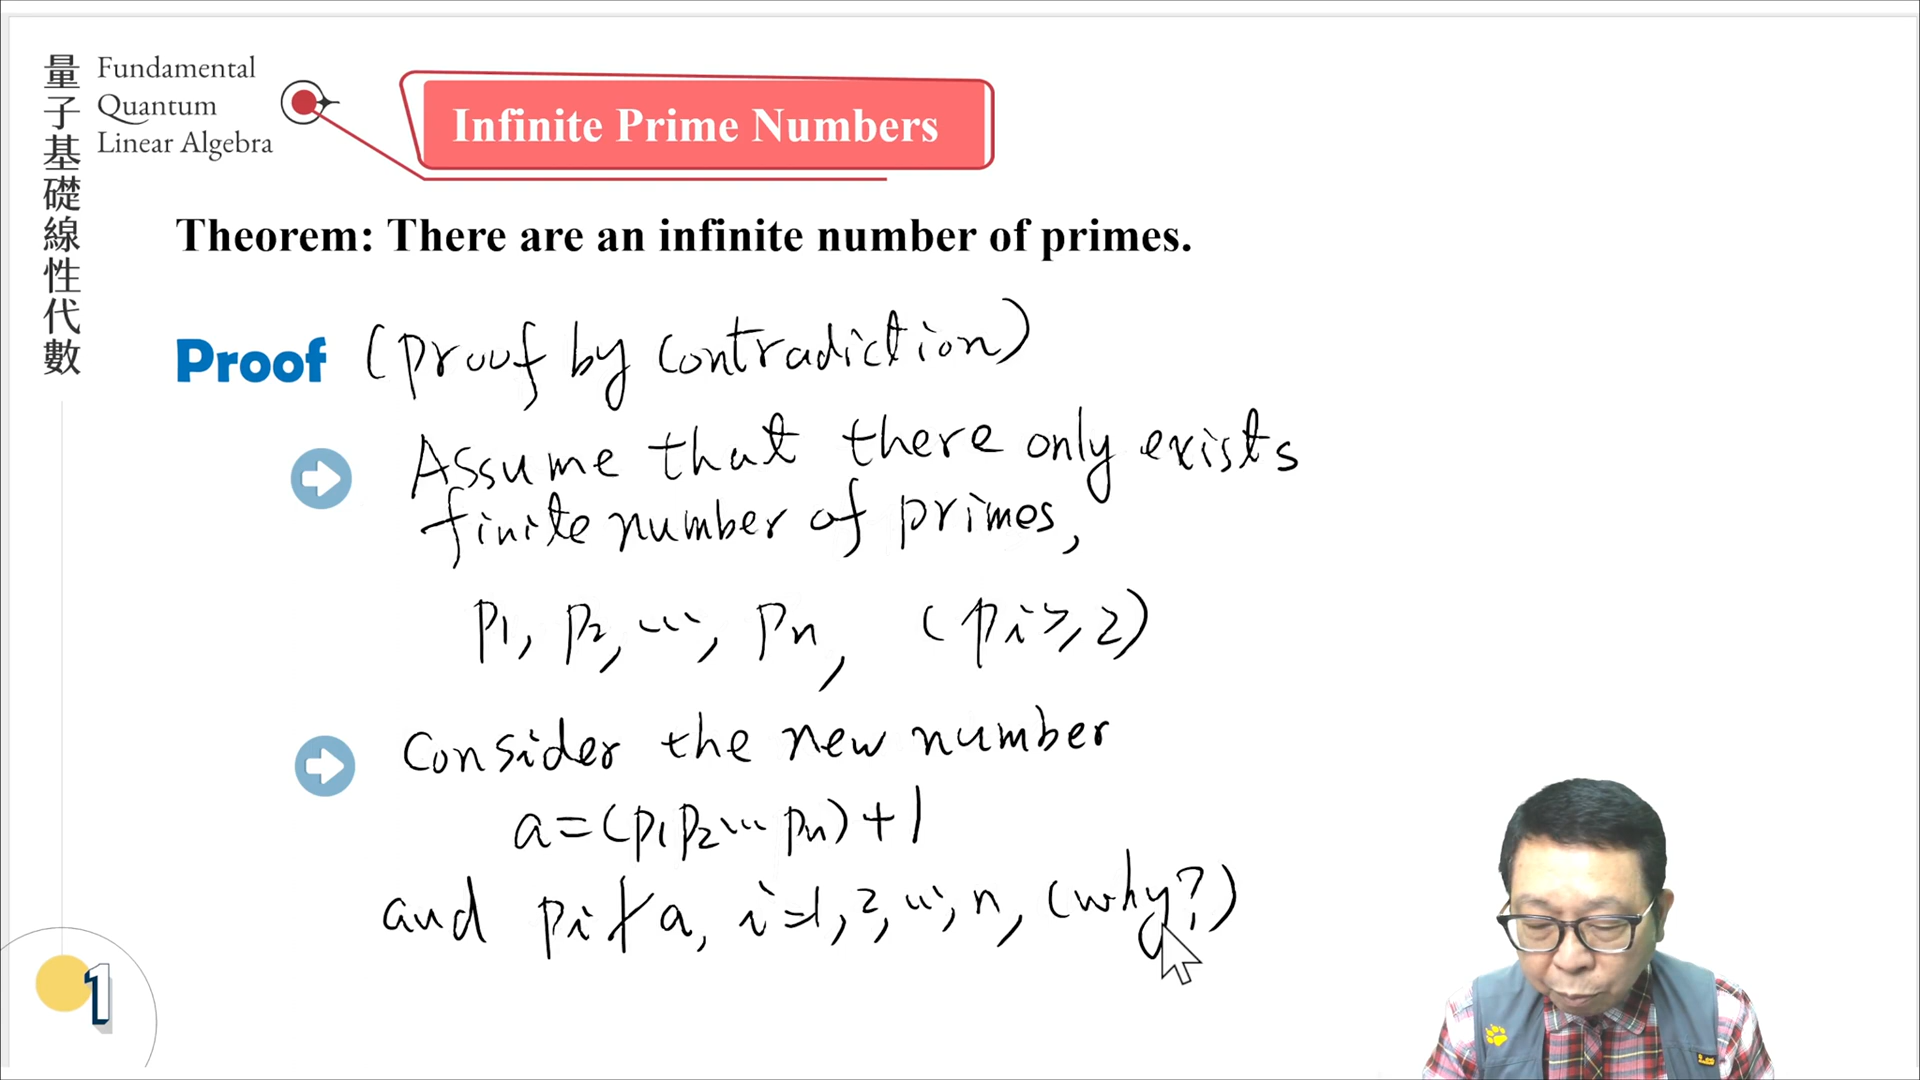 量子基礎線性代數
Fundamental
Quantum
Linear Algebra
Infinite Prime Numbers
Theorem: There are an infinite number of primes.
Proof (proof by contradiction)
Assume that there only exists
finite number of primes,
p1, p2, ..., pn, (pi ≥ 2)
Consider the new number
a=(p1p2...pn)+1
and pi∤a, i=1, 2, ..., n, (why?)
1